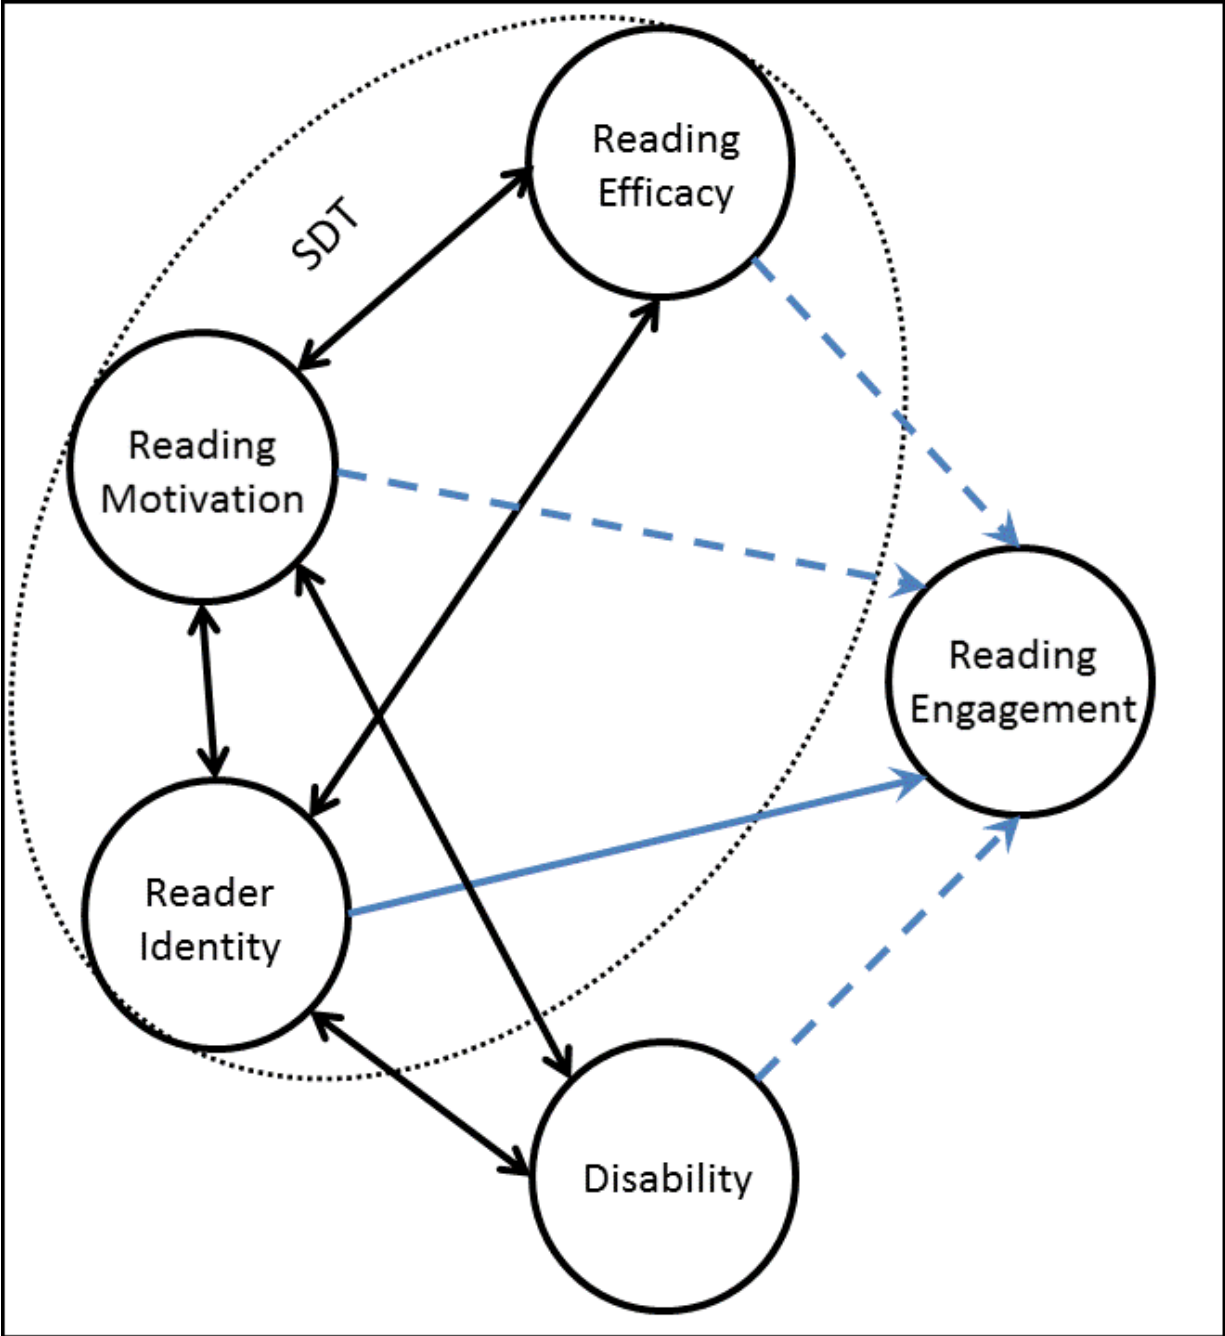 Reading
Efficacy
SDT
Reading
Motivation
Reading
Engagement
Reader
Identity
Disability